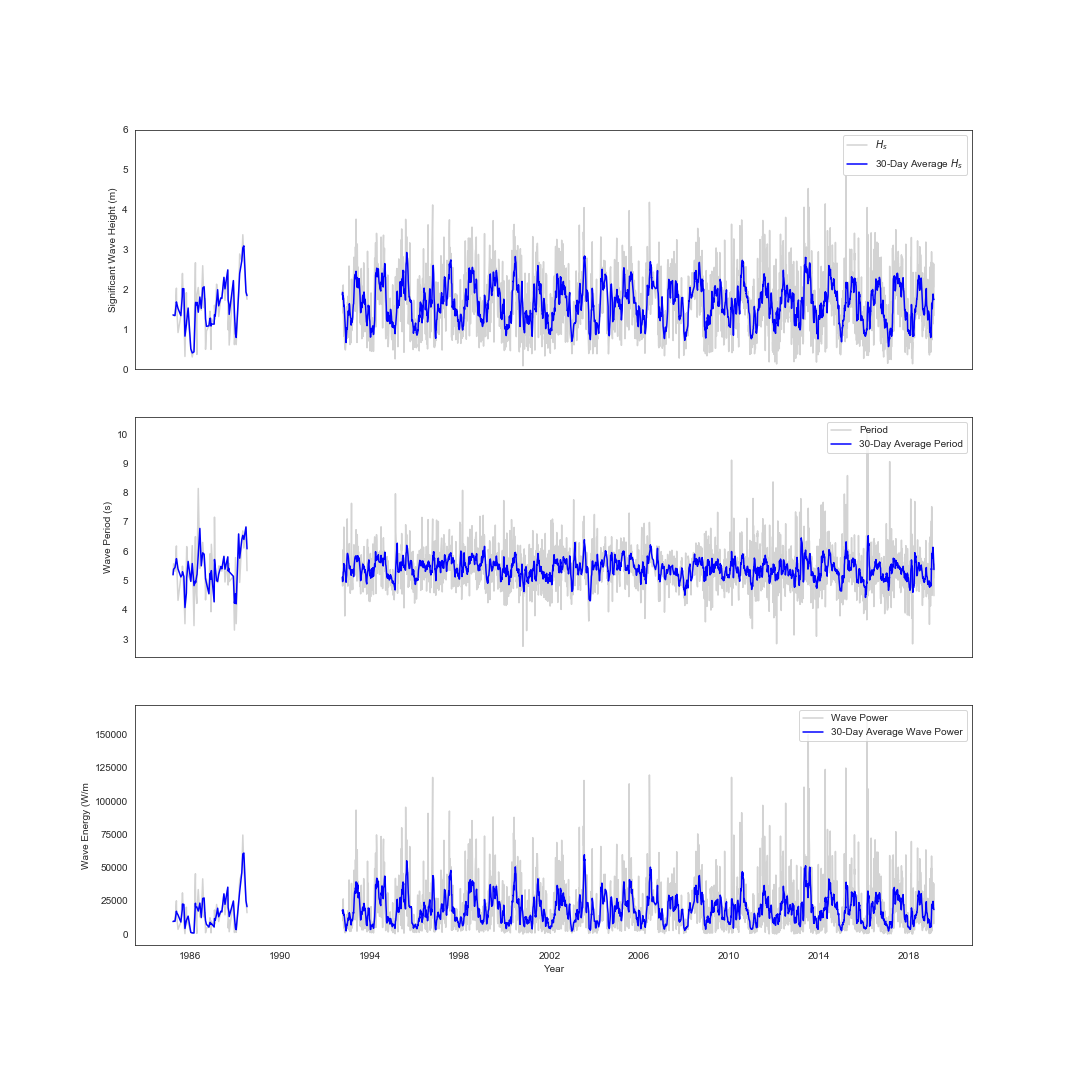 6
5
4
3
2
1
0
Significant Wave Height (m)
Hs
30-Day Average Hs
10
9
8
7
6
5
4
3
Wave Period (s)
Period
30-Day Average Period
150000
125000
100000
75000
50000
25000
0
Wave Energy (W/m
Wave Power
30-Day Average Wave Power
1986 1990 1994 1998 2002 2006 2010 2014 2018
Year